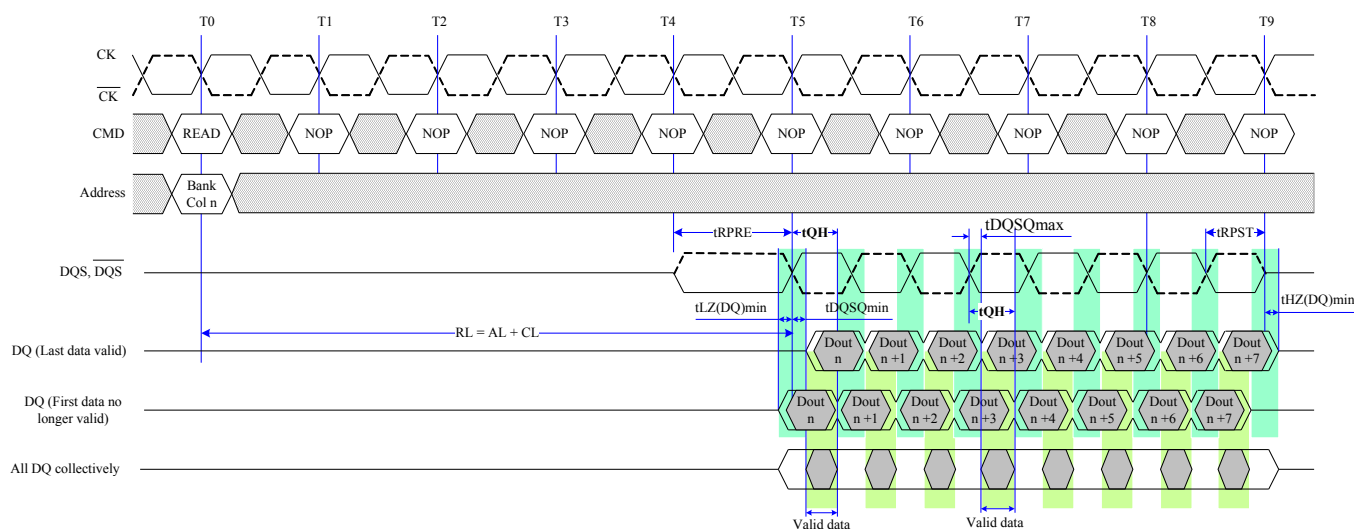 T0 T1 T2 T3 T4 T5 T6 T7 T8 T9
CK
CK
CMD READ NOP NOP NOP NOP NOP NOP NOP NOP NOP
Address Bank
Col n
tRPRE tQH tDQSQmax tRPST
DQS, DQS
tLZ(DQ)min tDQSQmin tQH tHZ(DQ)min
RL = AL + CL
DQ (Last data valid)
Dout Dout Dout Dout Dout Dout Dout Dout
n n +1 n +2 n +3 n +4 n +5 n +6 n +7
DQ (First data no
longer valid)
Dout Dout Dout Dout Dout Dout Dout Dout
n n +1 n +2 n +3 n +4 n +5 n +6 n +7
All DQ collectively
Valid data Valid data